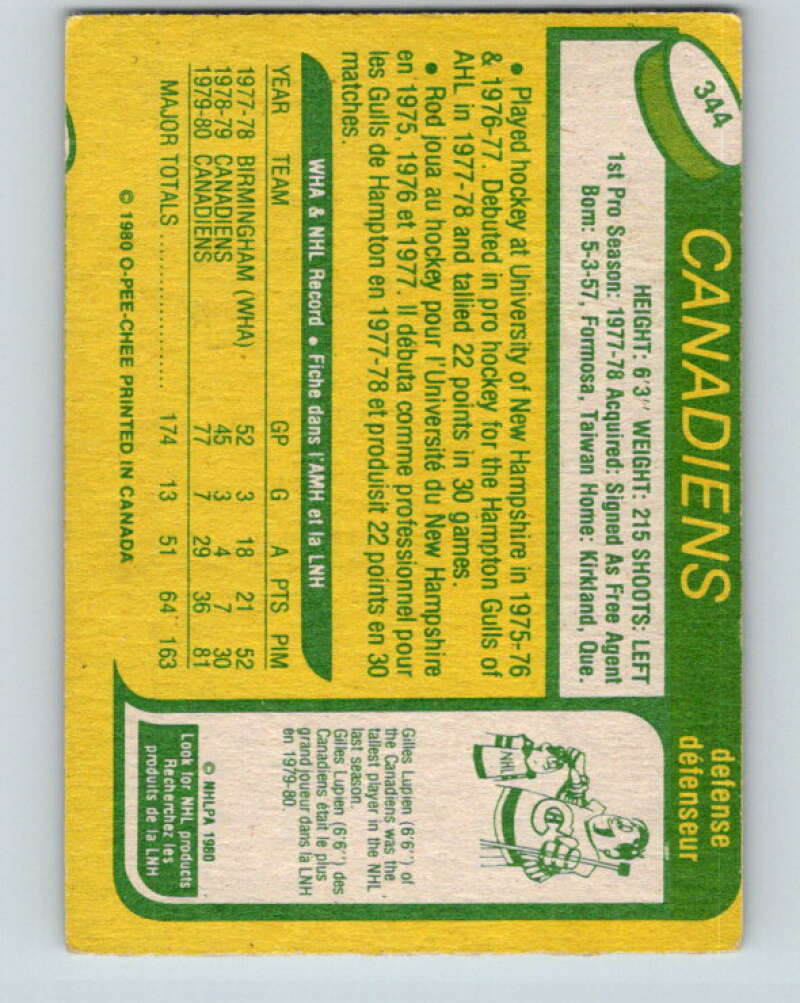 344
CANADIENS
defense
défenseur
HEIGHT: 6'3" WEIGHT: 215 SHOOTS: LEFT
1st Pro Season: 1977-78 Acquired: Signed As Free Agent
Born: 5-3-57, Formosa, Taiwan Home: Kirkland, Que.
• Played hockey at University of New Hampshire in 1975-76
& 1976-77. Debuted in pro hockey for the Hampton Gulls of
AHL in 1977-78 and tallied 22 points in 30 games.
• Rod joua au hockey pour l'Université du New Hampshire
en 1975, 1976 et 1977. Il débuta comme professionnel pour
les Gulls de Hampton en 1977-78 et produisit 22 points en 30
matches.
WHA & NHL Record • Fiche dans l'AMH et la LNH
YEAR TEAM GP G A PTS PIM
1977-78 BIRMINGHAM (WHA) . 52 3 18 21 52
1978-79 CANADIENS 45 3 4 7 30
1979-80 CANADIENS 77 7 29 36 81
MAJOR TOTALS ..................... 174 13 51 64 163
© 1980 O-PEE-CHEE PRINTED IN CANADA
NHL
CH
Gilles Lupien (6'6") of
the Canadiens was the
tallest player in the NHL
last season.
Gilles Lupien (6'6") des
Canadiens était le plus
grand joueur dans la LNH
en 1979-80.
© NHLPA 1980
Look for NHL products
Recherchez les
produits de la LNH